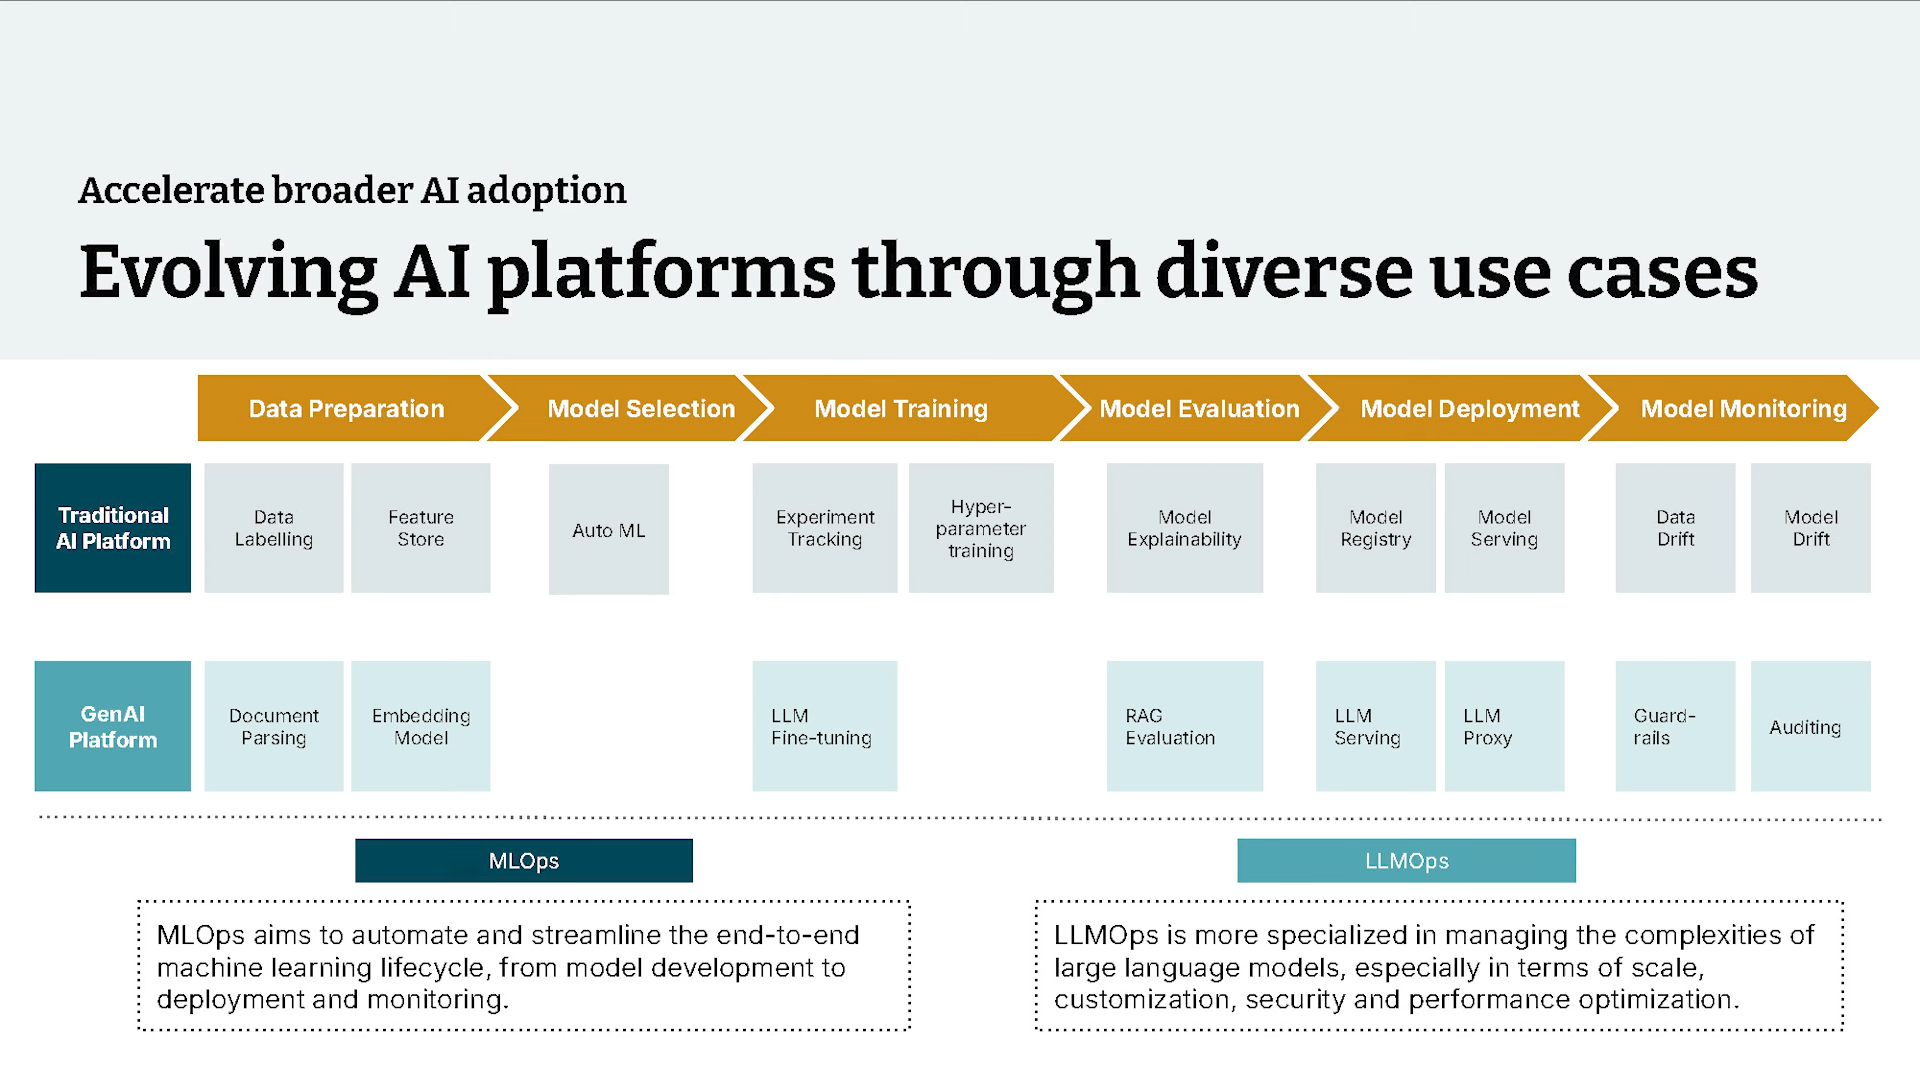 Accelerate broader AI adoption
Evolving AI platforms through diverse use cases
Data Preparation
Model Selection
Model Training
Model Evaluation
Model Deployment
Model Monitoring
Traditional
AI Platform
Data
Labelling
Feature
Store
Auto ML
Experiment
Tracking
Hyper-
parameter
training
Model
Explainability
Model
Registry
Model
Serving
Data
Drift
Model
Drift
GenAI
Platform
Document
Parsing
Embedding
Model
LLM
Fine-tuning
RAG
Evaluation
LLM
Serving
LLM
Proxy
Guard-
rails
Auditing
MLOps
MLOps aims to automate and streamline the end-to-end
machine learning lifecycle, from model development to
deployment and monitoring.
LLMOps
LLMOps is more specialized in managing the complexities of
large language models, especially in terms of scale,
customization, security and performance optimization.